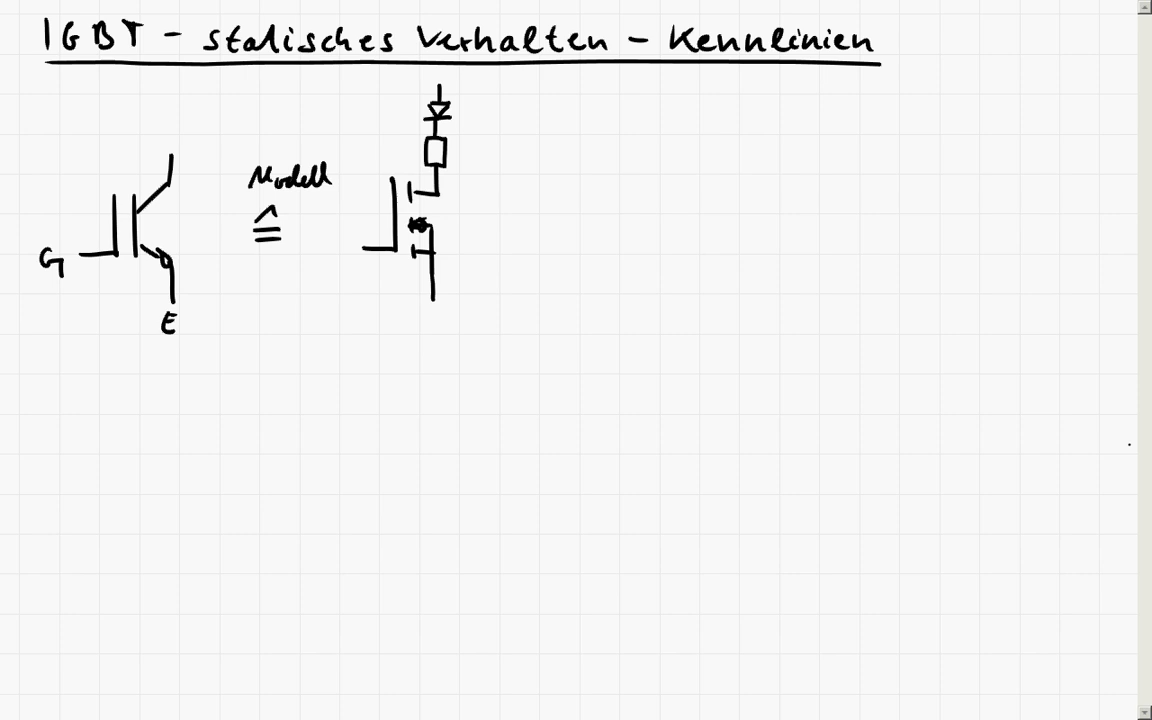 IGBT - statisches Verhalten - Kennlinien
Modell
≙
G
E